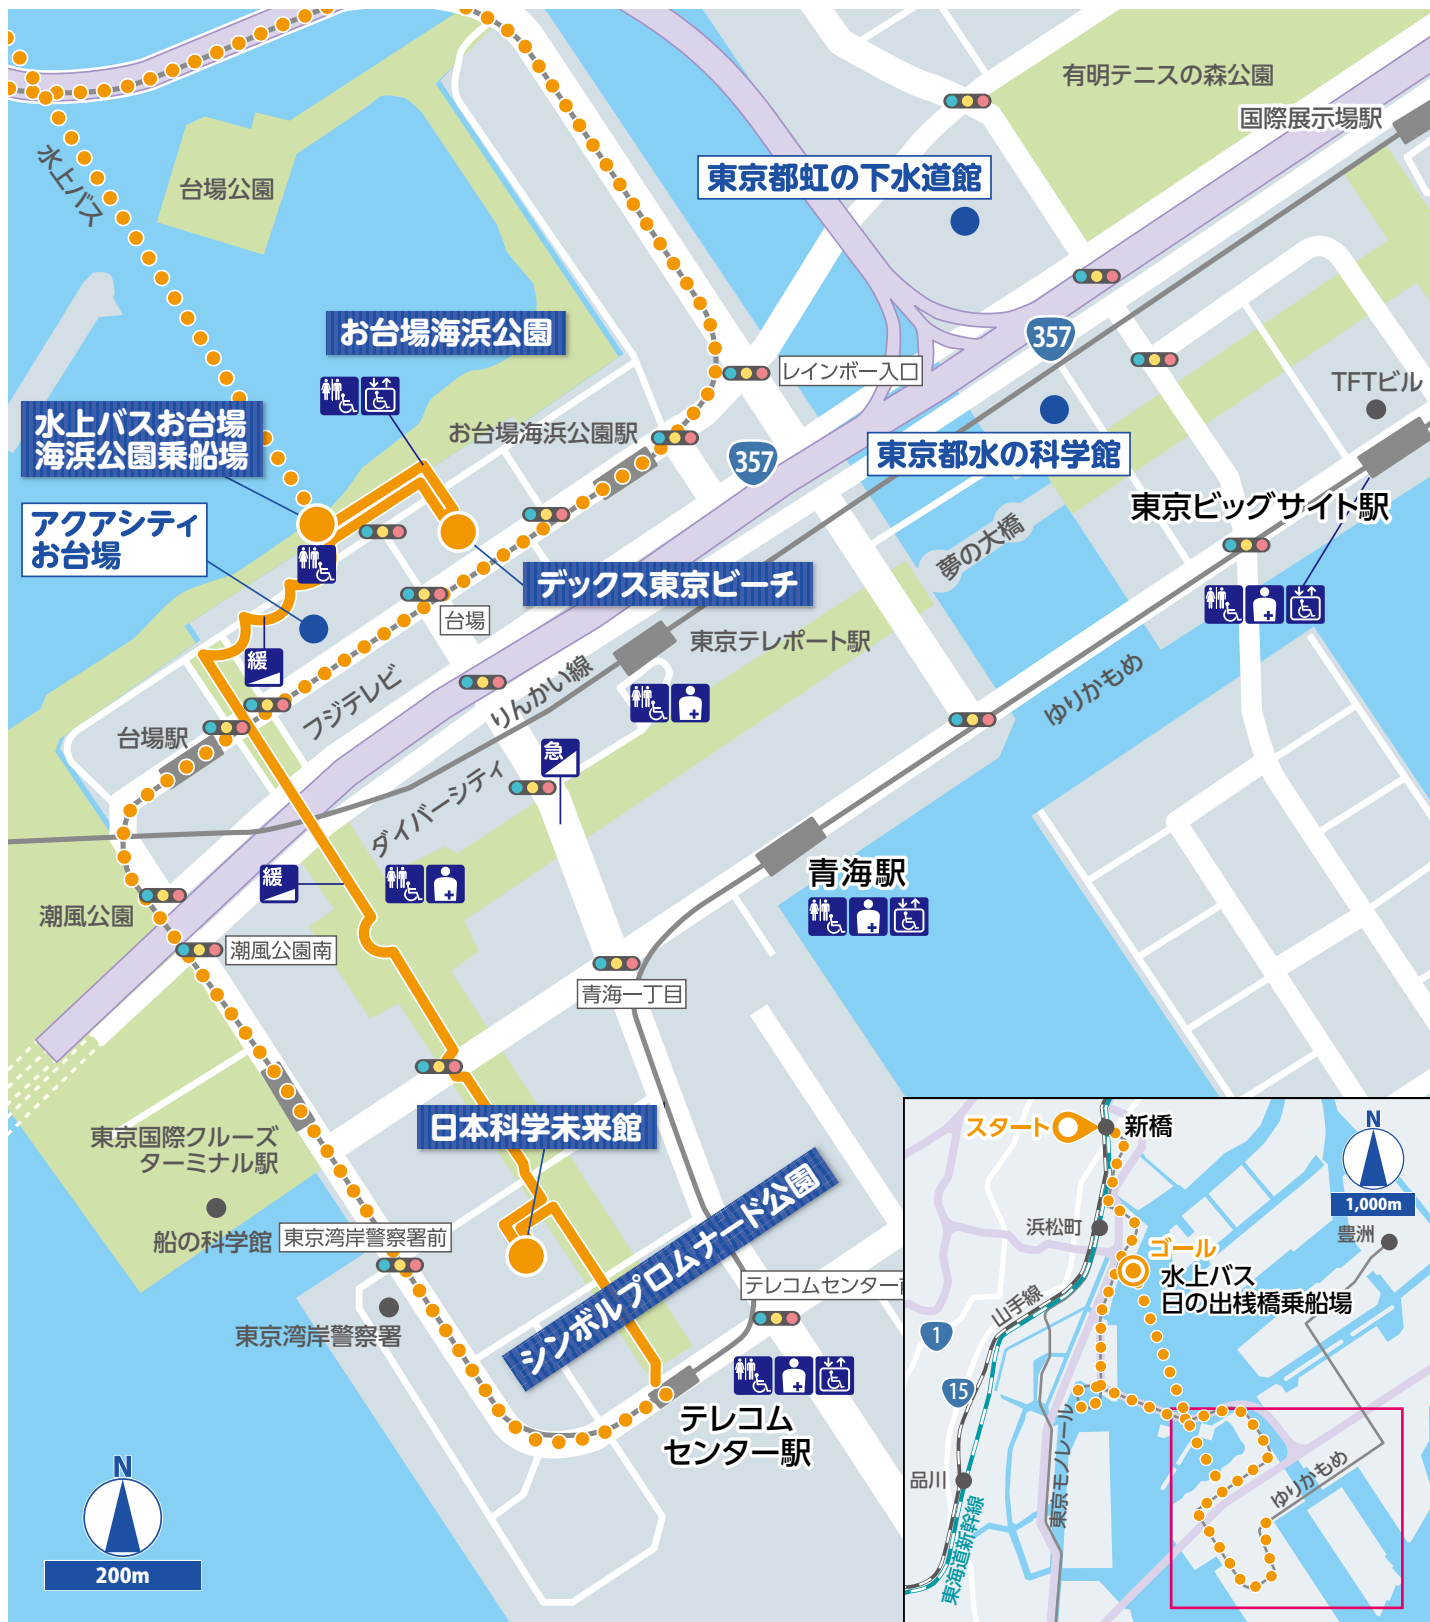 有明テニスの森公園
国際展示場駅
水上バス
台場公園
東京都虹の下水道館
お台場海浜公園
357
レインボー入口
TFTビル
水上バスお台場
海浜公園乗船場
お台場海浜公園駅
357
東京都水の科学館
アクアシティ
お台場
東京ビッグサイト駅
夢の大橋
デックス東京ビーチ
台場
東京テレポート駅
緩
りんかい線
ゆりかもめ
フジテレビ
台場駅
急
ダイバーシティ
緩
青海駅
潮風公園
潮風公園南
青海一丁目
日本科学未来館
東京国際クルーズ
ターミナル駅
シンボルプロムナード公園
船の科学館
東京湾岸警察署前
テレコムセンター前
東京湾岸警察署
テレコム
センター駅
N
200m
スタート
新橋
N
1,000m
浜松町
豊洲
ゴール
水上バス
日の出桟橋乗船場
山手線
1
15
東京モノレール
ゆりかもめ
品川
東海道新幹線